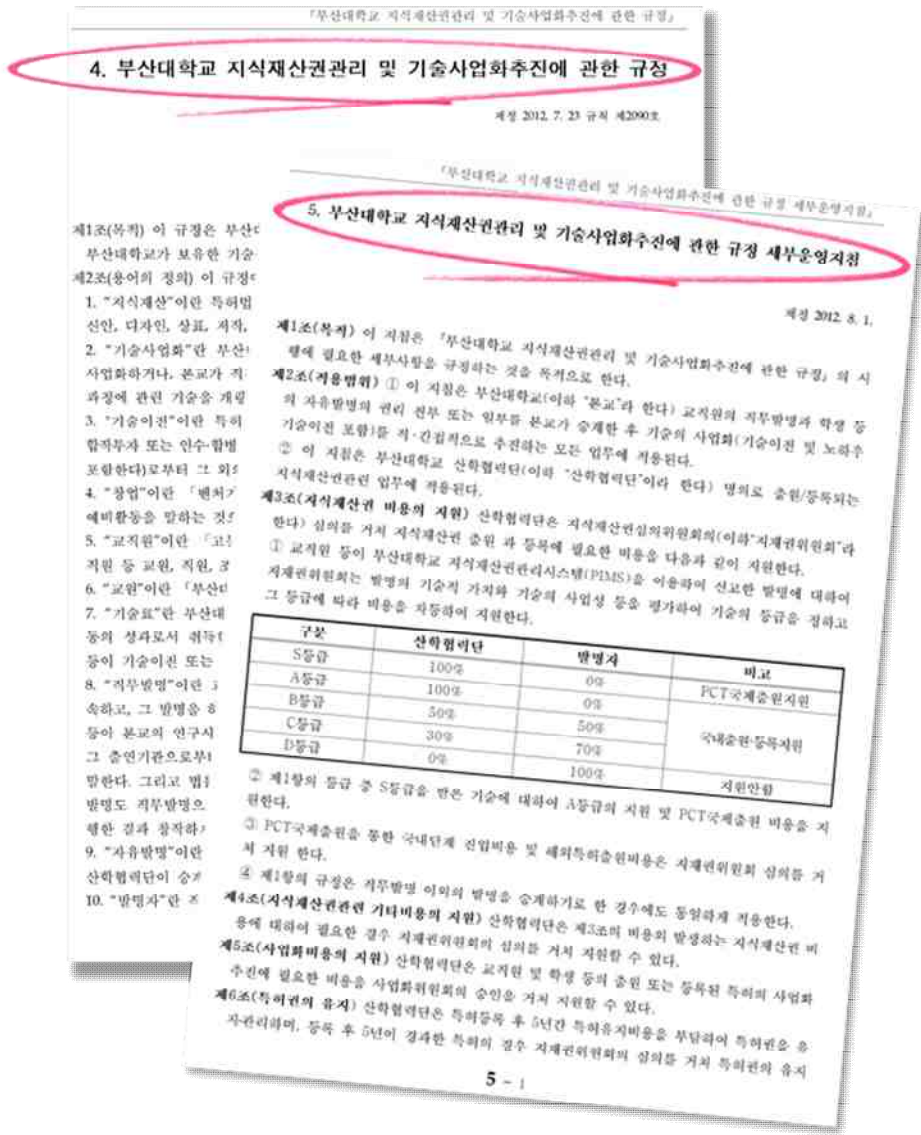 『부산대학교 지식재산권관리 및 기술사업화추진에 관한 규정』
4. 부산대학교 지식재산권관리 및 기술사업화추진에 관한 규정
제정 2012. 7. 23 규칙 제2090호
제1조(목적) 이 규정은 부산대
부산대학교가 보유한 기술
제2조(용어의 정의) 이 규정에
1. "지식재산"이란 특허법
신안, 디자인, 상표, 저작,
2. "기술사업화"란 부산
사업화하거나, 본교가 직
과정에 관련 기술을 개량
3. "기술이전"이란 특허
합작투자 또는 인수·합병
포함한다)로부터 그 외의
4. "창업"이란 「벤처기
예비활동을 말하는 것
5. "교직원"이란 「고등
직원 등 교원, 직원, 조
6. "교원"이란 「부산대
7. "기술료"란 부산대
동의 성과로서 취득
등이 기술이전 또는
8. "직무발명"이란
속하고, 그 발명을 하
등이 본교의 연구시
그 출연기관으로부터
말한다. 그리고 법
발명도 직무발명으
행한 결과 창작하
9. "자유발명"이란
산학협력단이 승계
10. "발명자"란
『부산대학교 지식재산권관리 및 기술사업화추진에 관한 규정 세부운영지침』
5. 부산대학교 지식재산권관리 및 기술사업화추진에 관한 규정 세부운영지침
제정 2012. 8. 1.
제1조(목적) 이 지침은 『부산대학교 지식재산권관리 및 기술사업화추진에 관한 규정』의 시
행에 필요한 세부사항을 규정하는 것을 목적으로 한다.
제2조(적용범위) ① 이 지침은 부산대학교(이하 "본교"라 한다) 교직원의 직무발명과 학생 등
의 자유발명의 권리 전부 또는 일부를 본교가 승계한 후 기술의 사업화(기술이전 및 노하우
기술이전 포함)를 직·간접적으로 추진하는 모든 업무에 적용된다.
② 이 지침은 부산대학교 산학협력단(이하 "산학협력단"이라 한다) 명의로 출원/등록되는
지식재산권관련 업무에 적용된다.
제3조(지식재산권 비용의 지원) 산학협력단은 지식재산권심의위원회의(이하"지재권위원회"라
한다) 심의를 거쳐 지식재산권 출원 과 등록에 필요한 비용을 다음과 같이 지원한다.
① 교직원 등이 부산대학교 지식재산권관리시스템(PIMS)을 이용하여 신고한 발명에 대하여
지재권위원회는 발명의 기술적 가치와 기술의 사업성 등을 평가하여 기술의 등급을 정하고
그 등급에 따라 비용을 차등하여 지원한다.
구분 산학협력단 발명자 비고
S등급 100% 0% PCT국제출원지원
A등급 100% 0%
B등급 50% 50% 국내출원·등록지원
C등급 30% 70%
D등급 0% 100% 지원안함
② 제1항의 등급 중 S등급을 받은 기술에 대하여 A등급의 지원 및 PCT국제출원 비용을 지
원한다.
③ PCT국제출원을 통한 국내단계 진입비용 및 해외특허출원비용은 지재권위원회 심의를 거
쳐 지원 한다.
④ 제1항의 규정은 직무발명 이외의 발명을 승계하기로 한 경우에도 동일하게 적용한다.
제4조(지식재산권관련 기타비용의 지원) 산학협력단은 제3조의 비용외 발생하는 지식재산권 비
용에 대하여 필요한 경우 지재권위원회의 심의를 거쳐 지원할 수 있다.
제5조(사업화비용의 지원) 산학협력단은 교직원 및 학생 등의 출원 또는 등록된 특허의 사업화
추진에 필요한 비용을 사업화위원회의 승인을 거쳐 지원할 수 있다.
제6조(특허권의 유지) 산학협력단은 특허등록 후 5년간 특허유지비용을 부담하여 특허권을 유
지관리하며, 등록 후 5년이 경과한 특허의 경우 지재권위원회의 심의를 거쳐 특허권의 유지
5 - 1